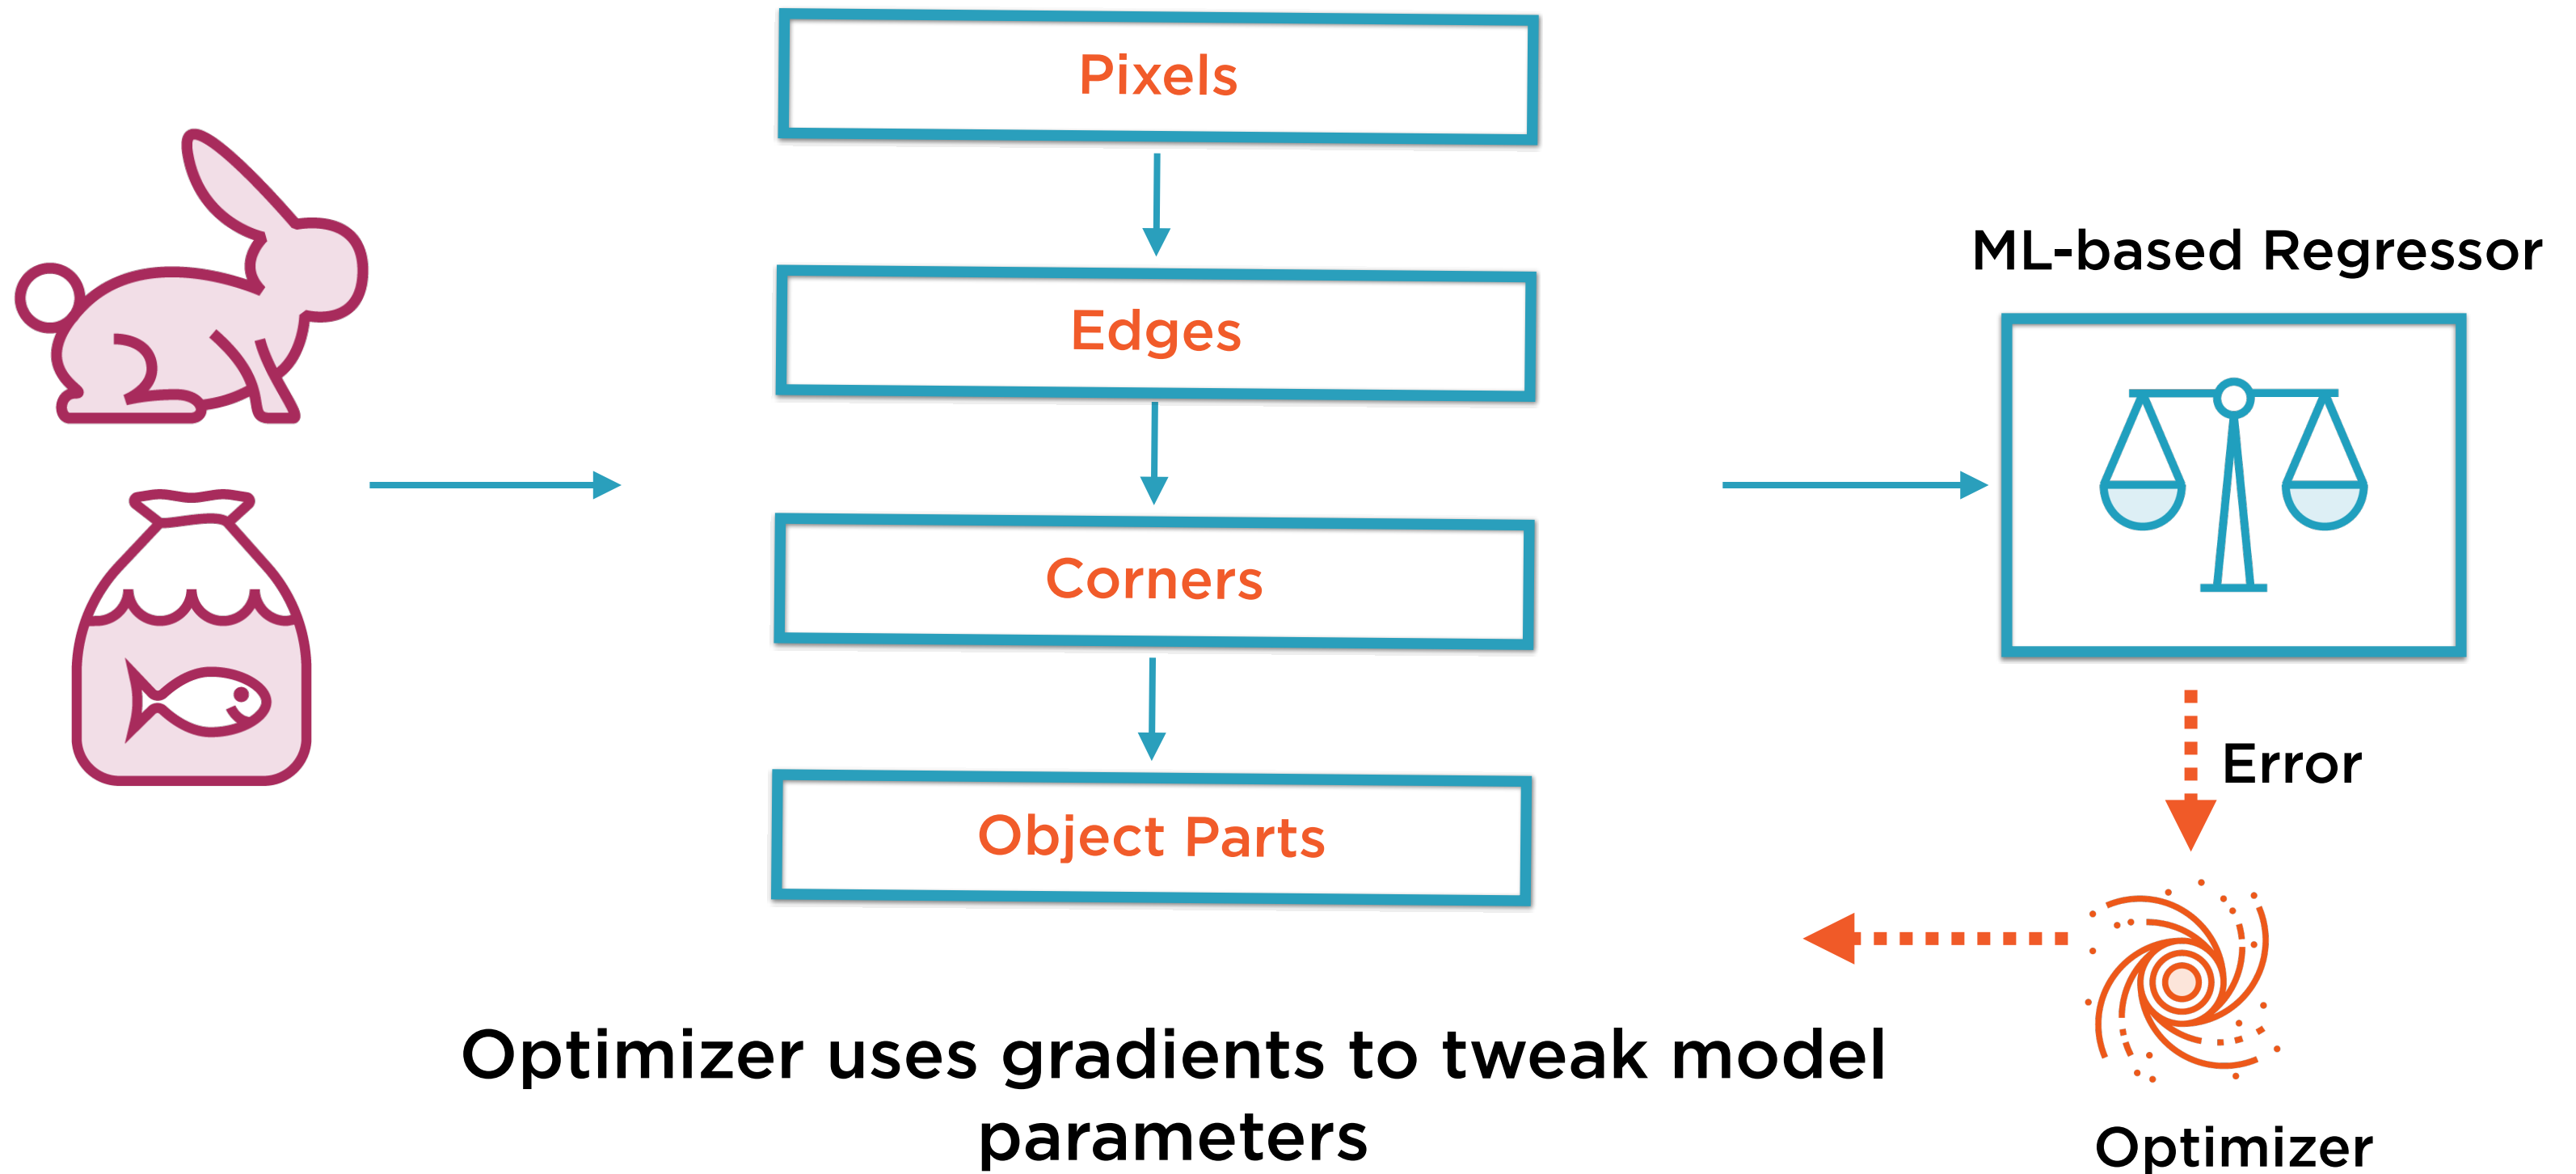 Pixels
Edges
Corners
Object Parts
ML-based Regressor
Error
Optimizer
Optimizer uses gradients to tweak model
parameters